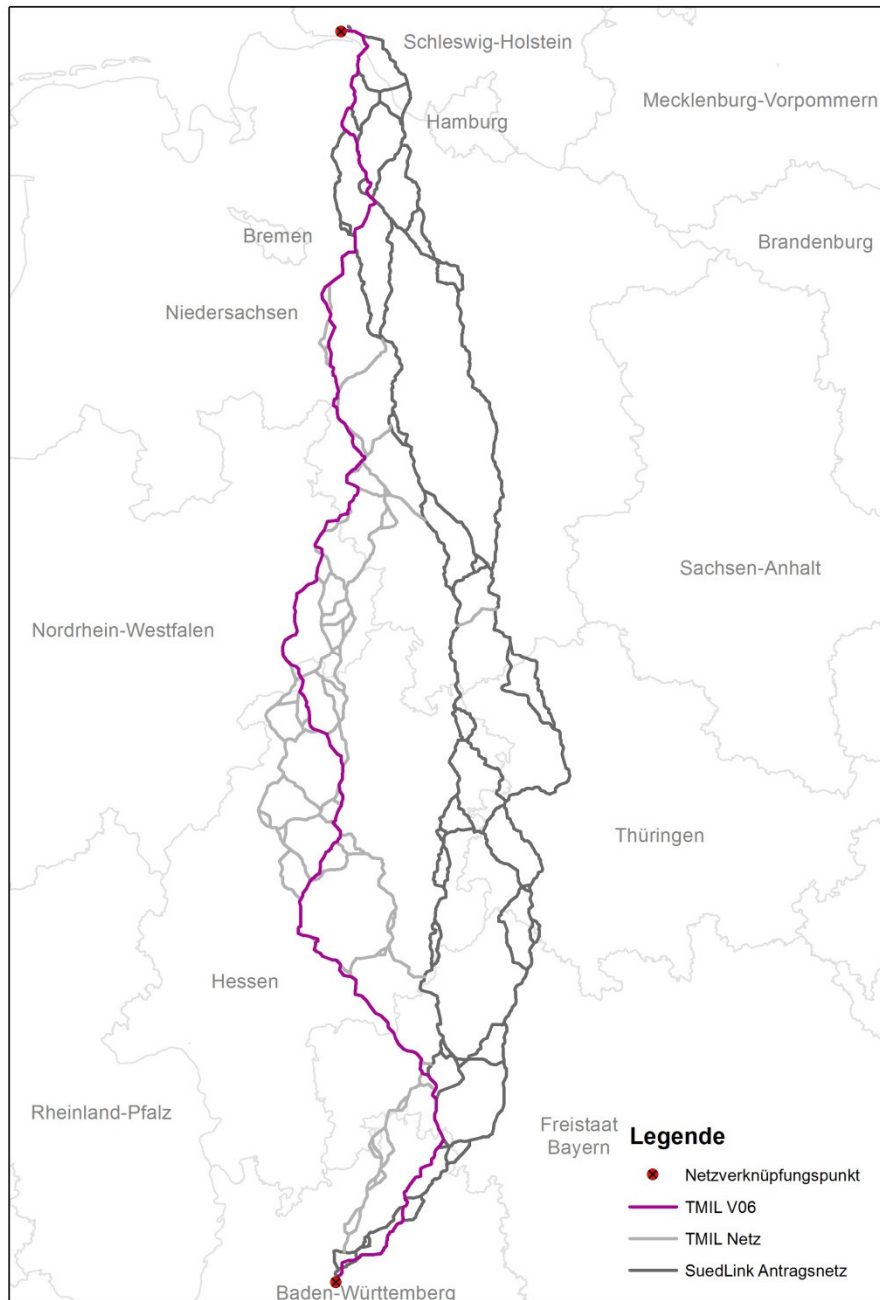 Schleswig-Holstein
Mecklenburg-Vorpommern
Hamburg
Bremen
Brandenburg
Niedersachsen
Sachsen-Anhalt
Nordrhein-Westfalen
Thüringen
Hessen
Rheinland-Pfalz
Freistaat
Bayern
Legende
Netzverknüpfungspunkt
TMIL V06
TMIL Netz
SuedLink Antragsnetz
Baden-Württemberg